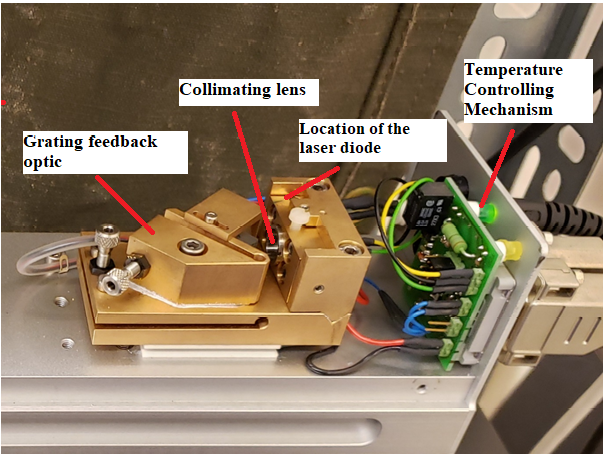 Temperature
Controlling
Mechanism
Collimating lens
Location of the
laser diode
Grating feedback
optic